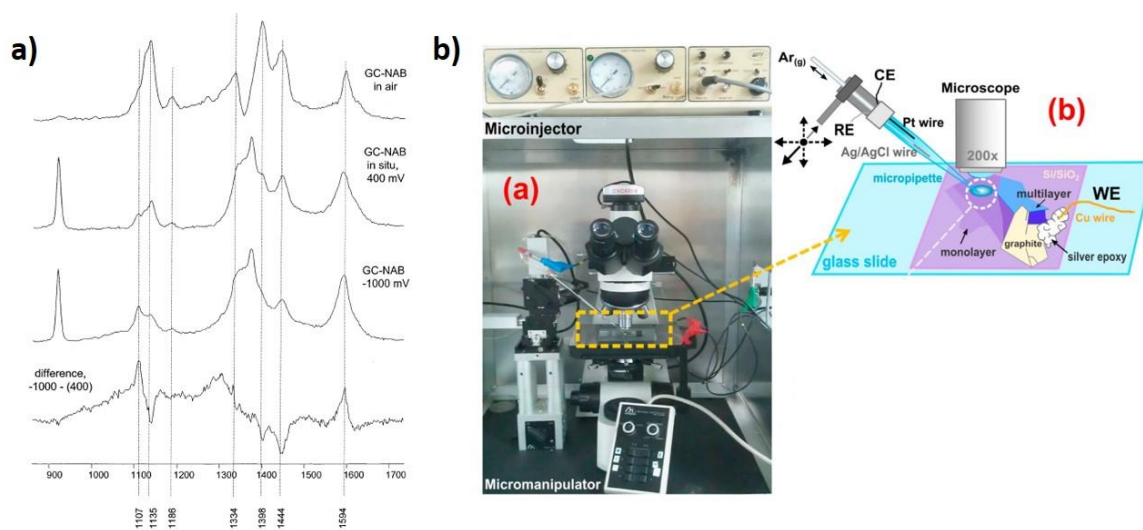 a)
GC-NAB
in air
GC-NAB
in situ,
400 mV
GC-NAB
-1000 mV
difference,
-1000 - (400)
900 1000 1100 1200 1300 1400 1500 1600 1700
1107
1135
1186
1334
1398
1444
1594
b)
Microinjector
(a)
Micromanipulator
Ar(g)
CE
RE
Pt wire
Ag/AgCl wire
micropipette
Microscope
200x
(b)
Si/SiO2
multilayer
WE
Cu wire
graphite
monolayer
silver epoxy
glass slide